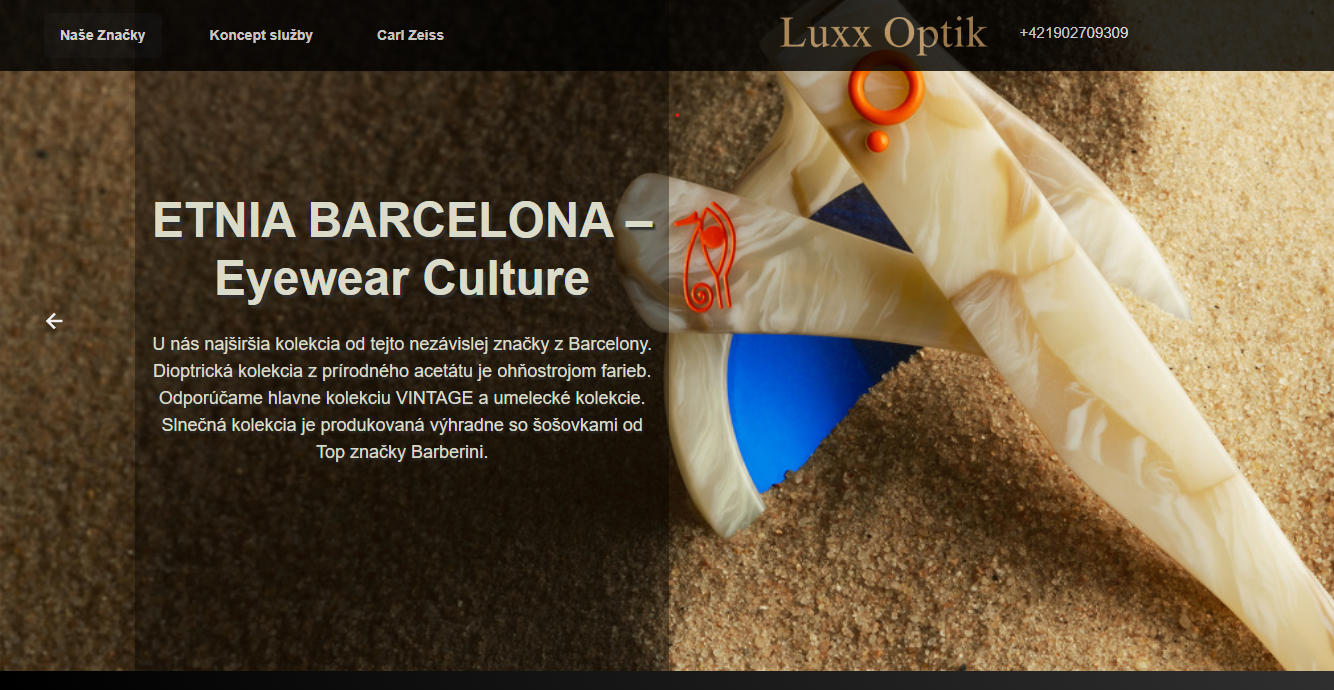 Naše Značky
Koncept služby
Carl Zeiss
Luxx Optik
+421902709309
ETNIA BARCELONA –
Eyewear Culture
U nás najširšia kolekcia od tejto nezávislej značky z Barcelony.
Dioptrická kolekcia z prírodného acetátu je ohňostrojom farieb.
Odporúčame hlavne kolekciu VINTAGE a umelecké kolekcie.
Slnečná kolekcia je produkovaná výhradne so šošovkami od
Top značky Barberini.